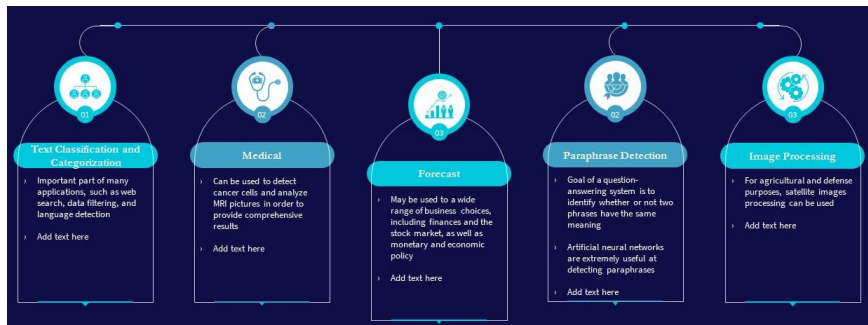 01
Text Classification and
Categorization
› Important part of many
applications, such as web
search, data filtering, and
language detection
› Add text here
02
Medical
› Can be used to detect
cancer cells and analyze
MRI pictures in order to
provide comprehensive
results
› Add text here
03
Forecast
› May be used to a wide
range of business choices,
including finances and the
stock market, as well as
monetary and economic
policy
› Add text here
02
Paraphrase Detection
› Goal of a question-
answering system is to
identify whether or not two
phrases have the same
meaning
› Artificial neural networks
are extremely useful at
detecting paraphrases
› Add text here
03
Image Processing
› For agricultural and defense
purposes, satellite images
processing can be used
› Add text here